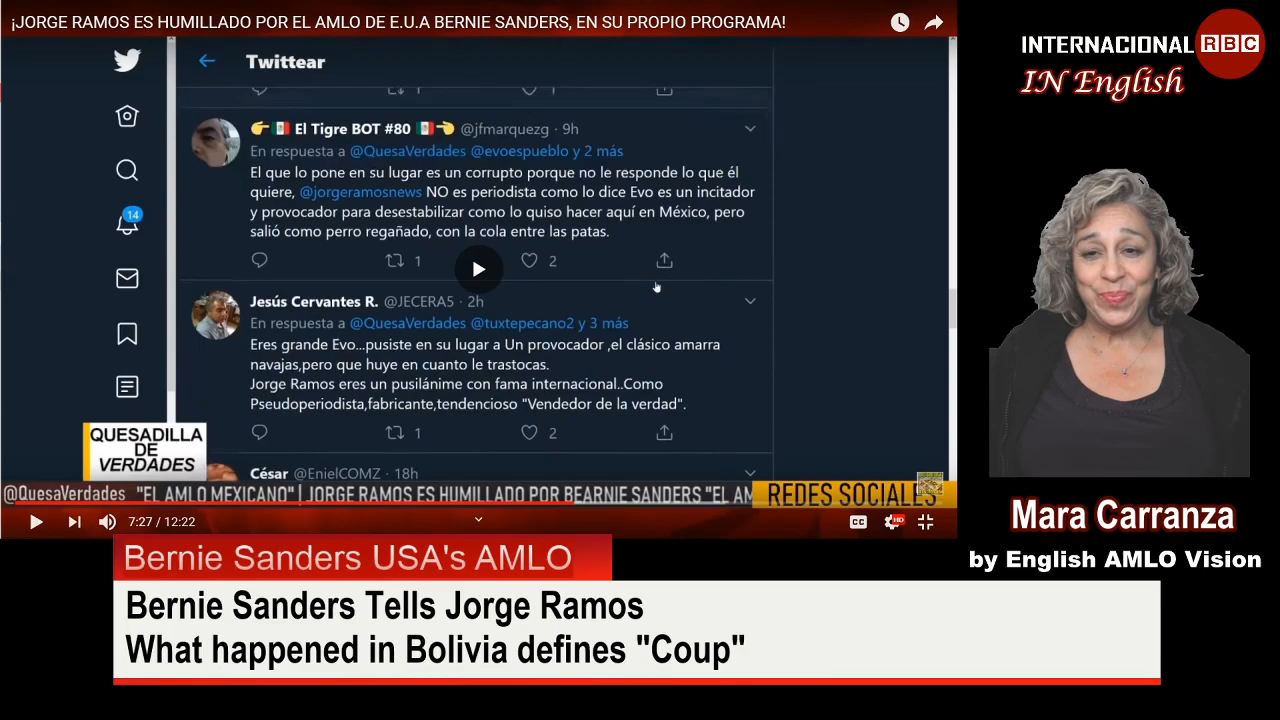 ¡JORGE RAMOS ES HUMILLADO POR EL AMLO DE E.U.A BERNIE SANDERS, EN SU PROPIO PROGRAMA!
INTERNACIONAL RBC
IN English
Twittear
1
1
El Tigre BOT #80 @jfmarquezg · 9h
En respuesta a @QuesaVerdades @evoespueblo y 2 más
El que lo pone en su lugar es un corrupto porque no le responde lo que él
quiere, @jorgeramosnews NO es periodista como lo dice Evo es un incitador
y provocador para desestabilizar como lo quiso hacer aquí en México, pero
salió como perro regañado, con la cola entre las patas.
1 2
14
Jesús Cervantes R. @JECERA5 · 2h
En respuesta a @QuesaVerdades @tuxtepecano2 y 3 más
Eres grande Evo...pusiste en su lugar a Un provocador ,el clásico amarra
navajas,pero que huye en cuanto le trastocas.
Jorge Ramos eres un pusilánime con fama internacional..Como
Pseudoperiodista,fabricante,tendencioso "Vendedor de la verdad".
1 2
César @EnielCOMZ · 18h
QUESADILLA
DE
VERDADES
@QuesaVerdades "EL AMLO MEXICANO" | JORGE RAMOS ES HUMILLADO POR BEARNIE SANDERS "EL AM
REDES SOCIALES
7:27 / 12:22
CC HD
Mara Carranza
by English AMLO Vision
Bernie Sanders USA's AMLO
Bernie Sanders Tells Jorge Ramos
What happened in Bolivia defines "Coup"